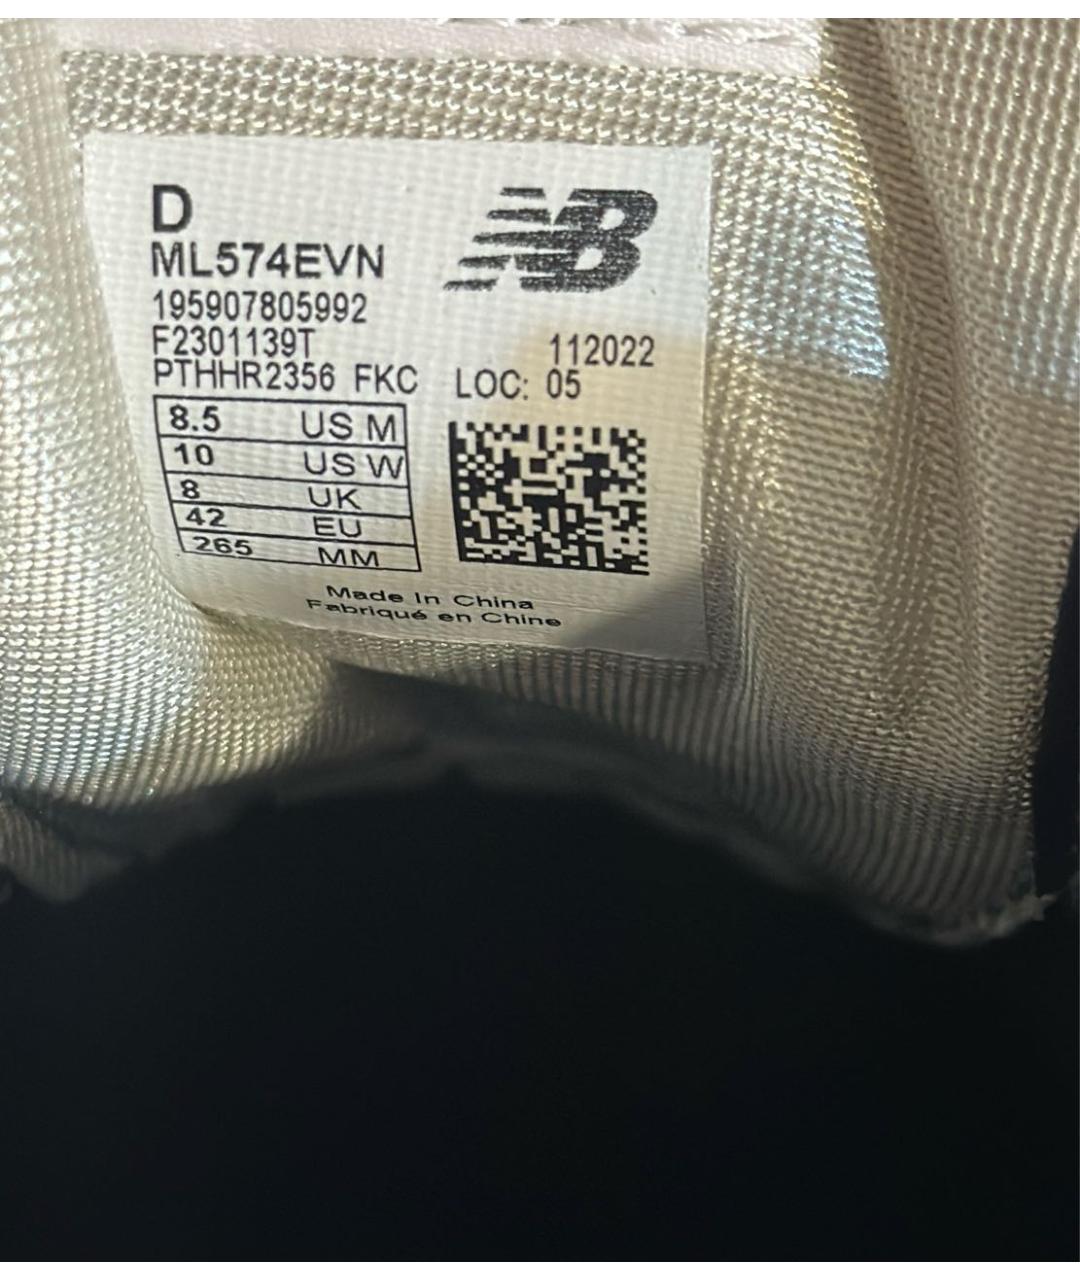 D
NB
ML574EVN
195907805992
F2301139T 112022
PTHHR2356 FKC LOC: 05
8.5 US M
10 US W
8 UK
42 EU
265 MM
Made In China
Fabriqué en Chine